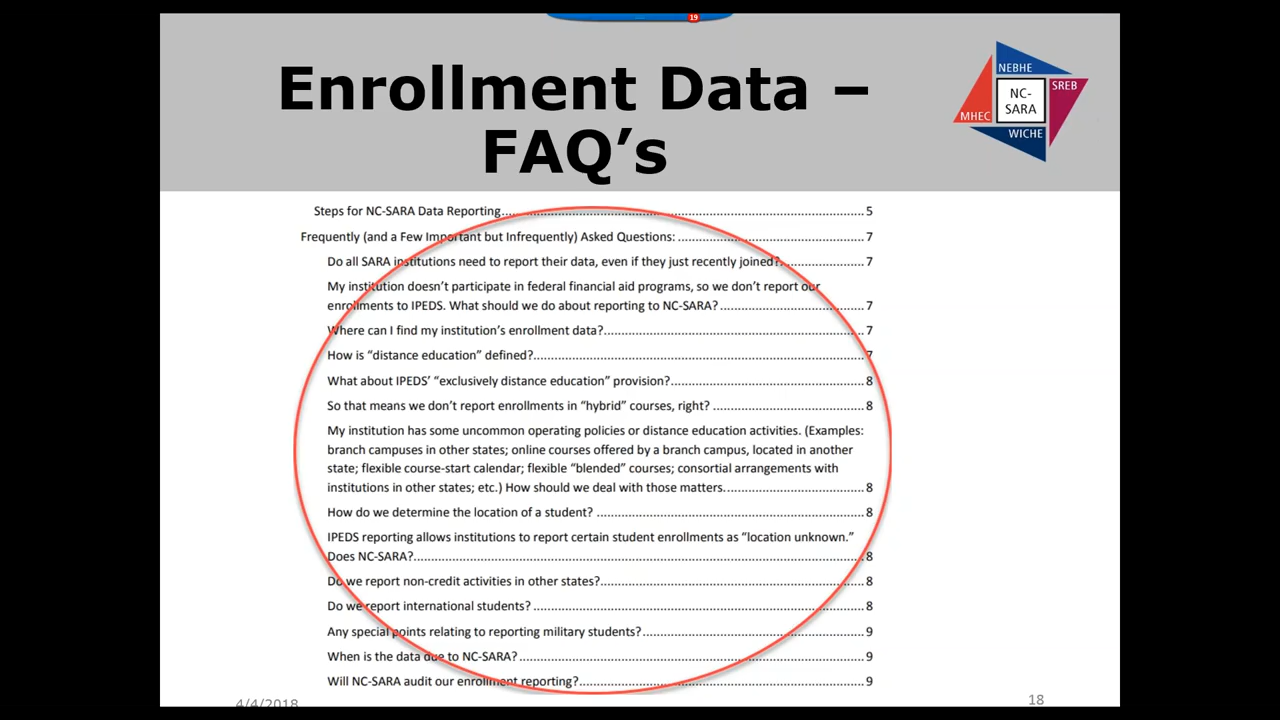 19
Enrollment Data –
FAQ's
NEBHE
SREB
NC-
SARA
MHEC
WICHE
Steps for NC-SARA Data Reporting 5
Frequently (and a Few Important but Infrequently) Asked Questions: 7
Do all SARA institutions need to report their data, even if they just recently joined? 7
My institution doesn't participate in federal financial aid programs, so we don't report our
enrollments to IPEDS. What should we do about reporting to NC-SARA? 7
Where can I find my institution's enrollment data? 7
How is “distance education” defined? 7
What about IPEDS' “exclusively distance education” provision? 8
So that means we don't report enrollments in “hybrid” courses, right? 8
My institution has some uncommon operating policies or distance education activities. (Examples:
branch campuses in other states; online courses offered by a branch campus, located in another
state; flexible course-start calendar; flexible “blended” courses; consortial arrangements with
institutions in other states; etc.) How should we deal with those matters. 8
How do we determine the location of a student? 8
IPEDS reporting allows institutions to report certain student enrollments as “location unknown.”
Does NC-SARA? 8
Do we report non-credit activities in other states? 8
Do we report international students? 8
Any special points relating to reporting military students? 9
When is the data due to NC-SARA? 9
Will NC-SARA audit our enrollment reporting? 9
4/4/2018
18